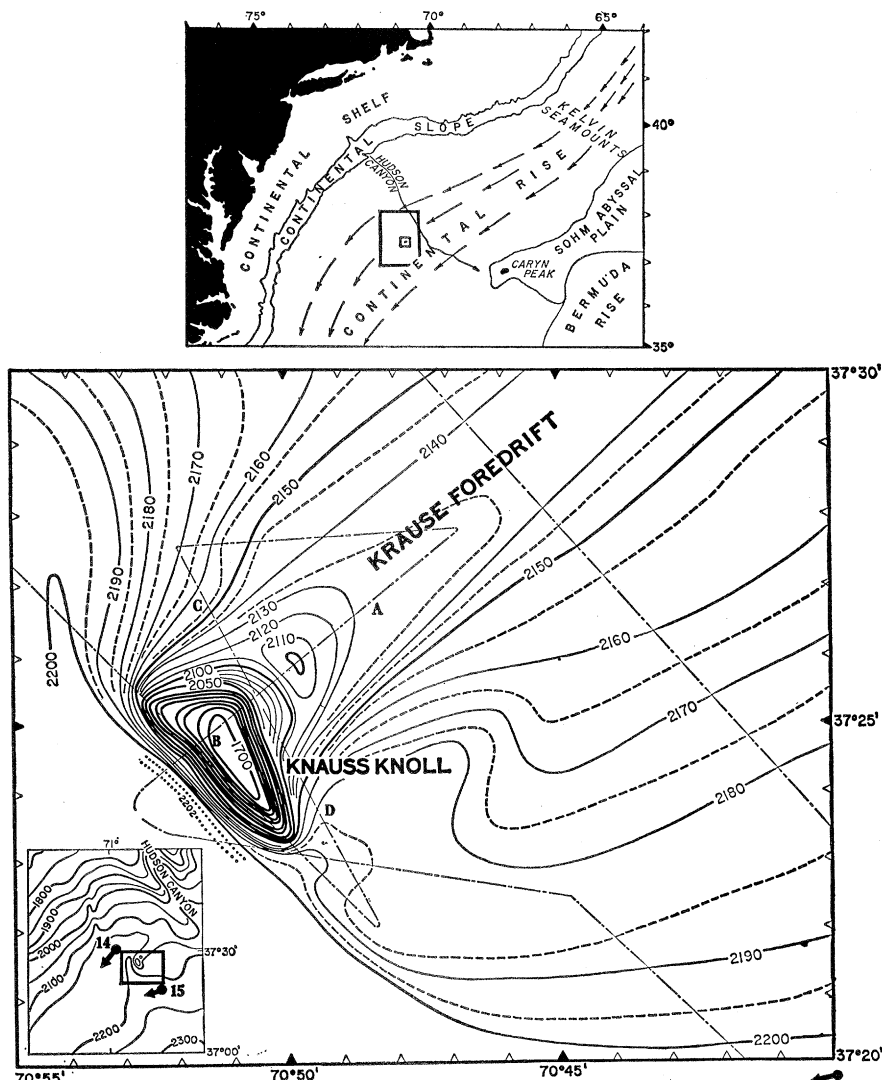 75° 70° 65°
CONTINENTAL SHELF
CONTINENTAL SLOPE
HUDSON CANYON
KELVIN SEAMOUNTS
40°
CONTINENTAL RISE
SOHM ABYSSAL PLAIN
CARYN PEAK
BERMUDA RISE
35°
37°30'
KRAUSE FOREDRIFT
2140
2160
2170
2150
2180
2190
2150
C
2130
A
2120
2110
2160
2200
2100
2050
2170
37°25'
B
1700
KNAUSS KNOLL
2180
D
2202
71°
HUDSON CANYON
1800
1900
2000
14
37°30'
2100
15
2200
2300
37°00'
2190
2200
37°20'
70°55' 70°50' 70°45'